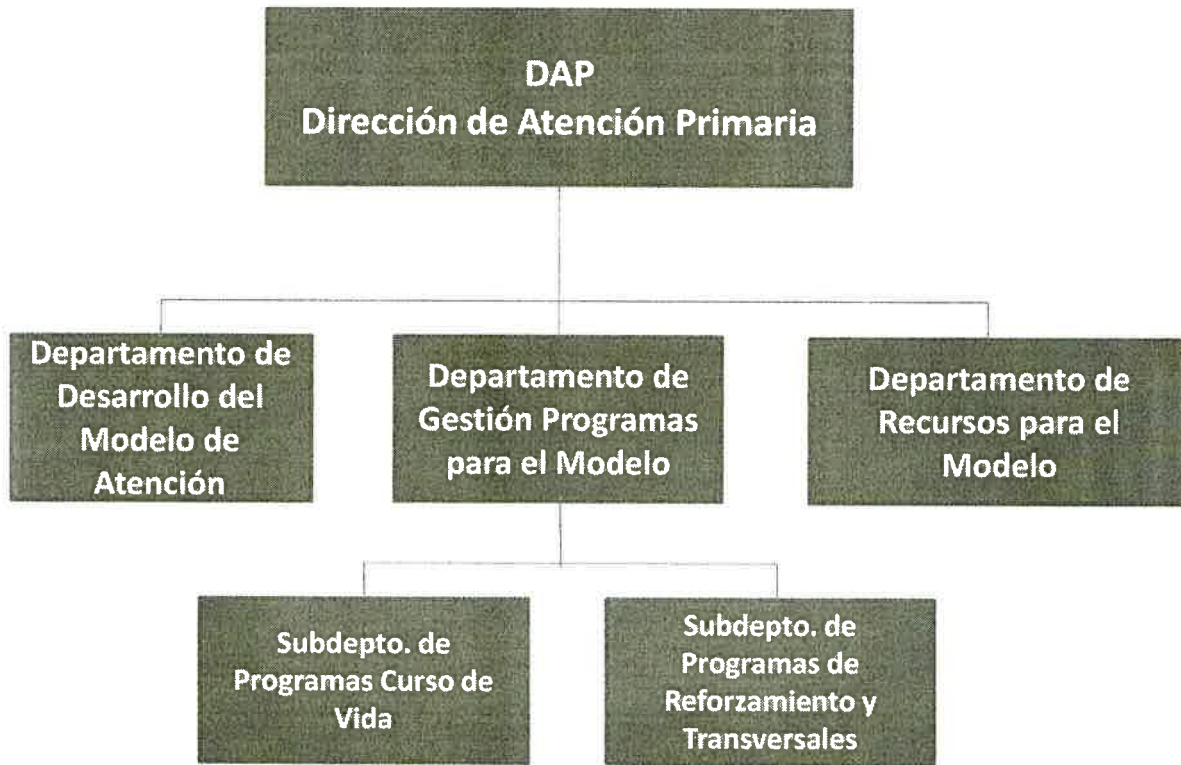 DAP
Dirección de Atención Primaria
Departamento de
Desarrollo del
Modelo de
Atención
Departamento de
Gestión Programas
para el Modelo
Departamento de
Recursos para el
Modelo
Subdepto. de
Programas Curso de
Vida
Subdepto. de
Programas de
Reforzamiento y
Transversales